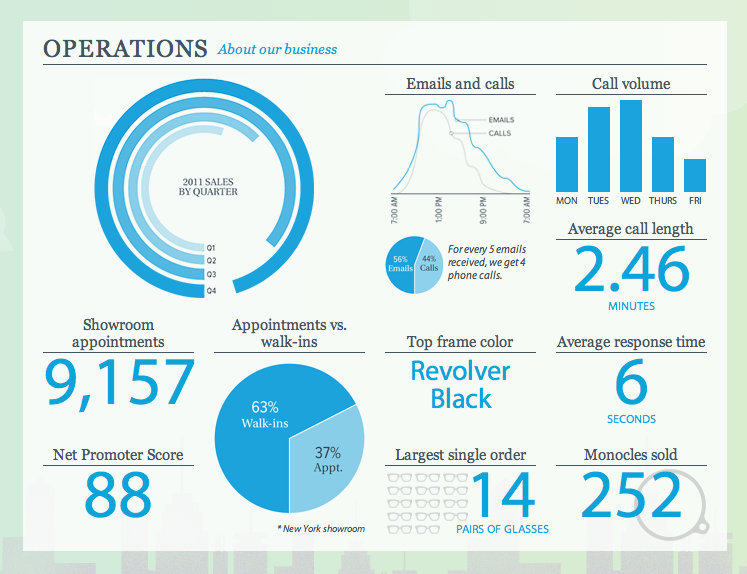 OPERATIONS About our business
2011 SALES
BY QUARTER
Q1
Q2
Q3
Q4
Emails and calls
EMAILS
CALLS
7:00 AM
1:00 PM
9:00 PM
7:00 AM
56%
Emails
44%
Calls
For every 5 emails
received, we get 4
phone calls.
Call volume
MON TUES WED THURS FRI
Average call length
2.46
MINUTES
Showroom
appointments
9,157
Appointments vs.
walk-ins
63%
Walk-ins
37%
Appt.
* New York showroom
Top frame color
Revolver
Black
Average response time
6
SECONDS
Net Promoter Score
88
Largest single order
14
PAIRS OF GLASSES
Monocles sold
252